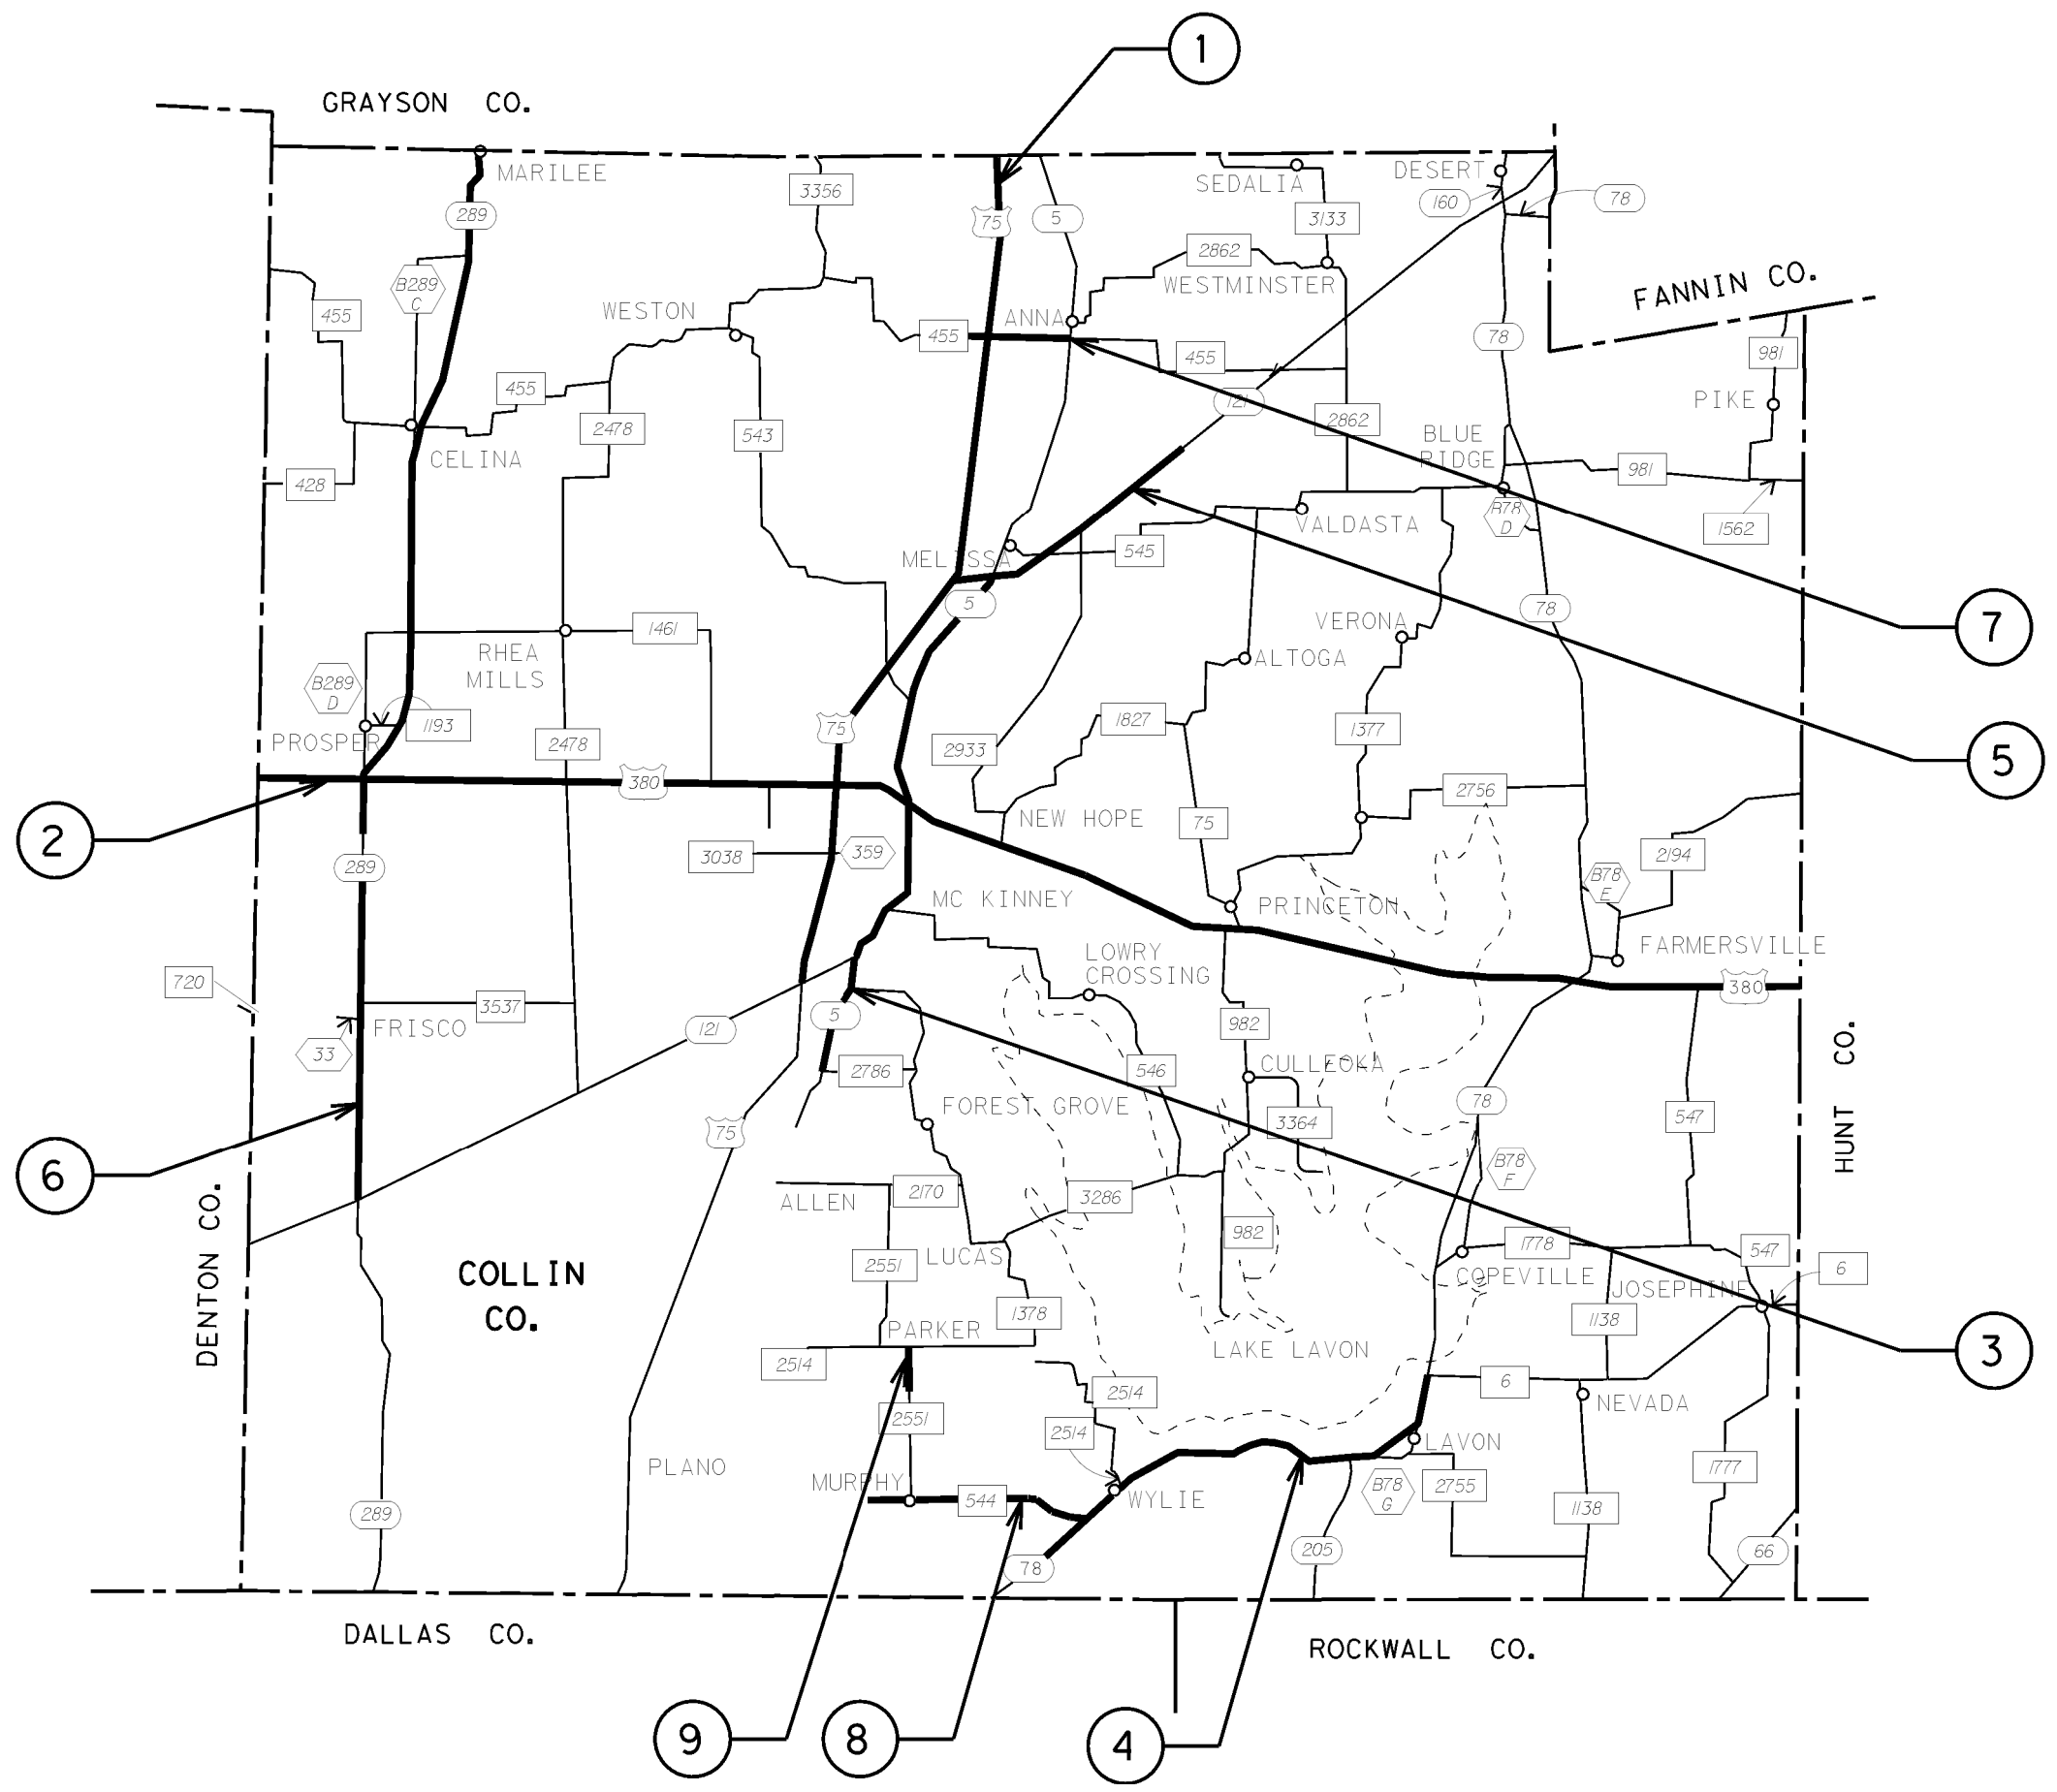 1
GRAYSON CO.
MARILEE
SEDALIA
DESERT
3356
289
75
5
3133
160
78
2862
B289
C
WESTMINSTER
FANNIN CO.
455
WESTON
ANNA
455
455
78
981
455
121
PIKE
2478
543
2862
BLUE
RIDGE
CELINA
428
981
B78
D
1562
VALDASTA
MELISSA
545
5
78
7
1461
VERONA
RHEA
MILLS
ALTOGA
B289
D
1193
PROSPER
2478
75
2933
1827
1377
5
380
2756
2
NEW HOPE
75
3038
359
2194
289
B78
E
MC KINNEY
PRINCETON
LOWRY
CROSSING
FARMERSVILLE
720
380
3537
5
121
982
FRISCO
33
HUNT CO.
2786
546
CULLEOKA
78
547
FOREST GROVE
3364
75
6
B78
F
ALLEN
2170
3286
DENTON CO.
982
1778
547
LUCAS
2551
COLLIN
CO.
COPEVILLE
JOSEPHINE
6
1378
1138
PARKER
LAKE LAVON
3
2514
2514
6
NEVADA
2551
2514
LAVON
PLANO
MURPHY
1777
2755
B78
G
544
WYLIE
1138
289
205
66
78
DALLAS CO.
ROCKWALL CO.
9
8
4